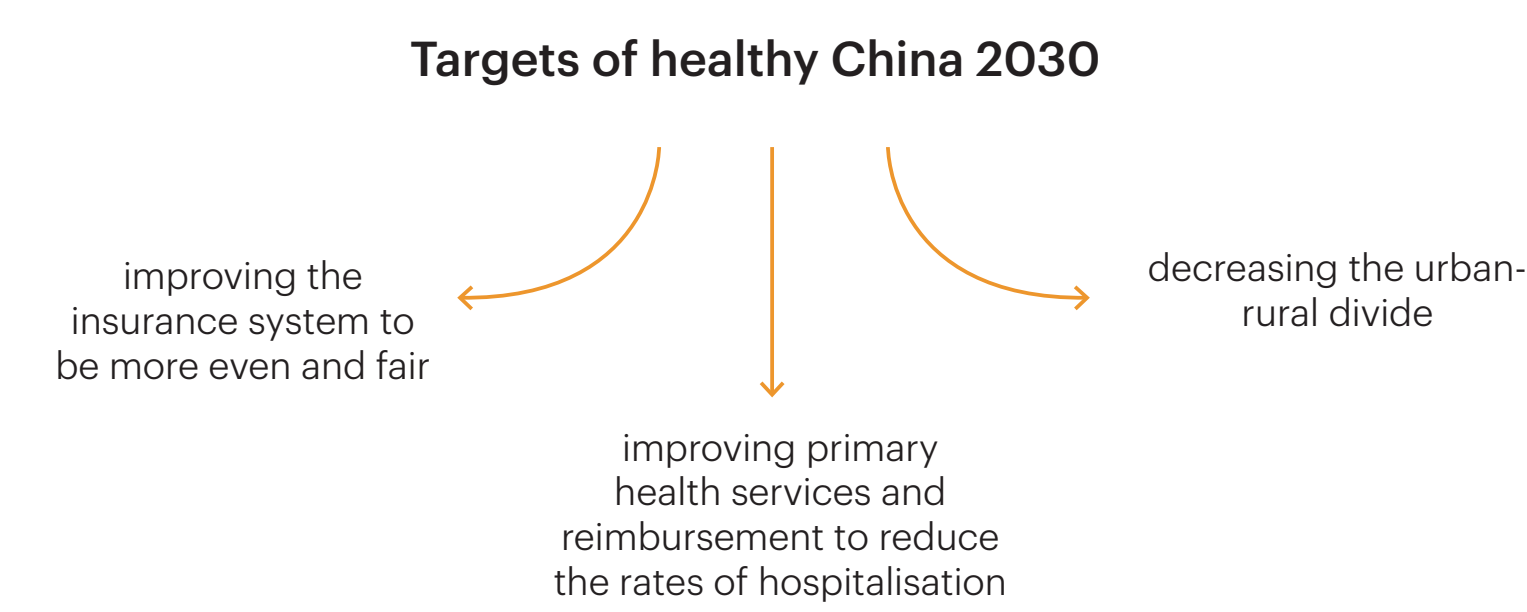 Targets of healthy China 2030
improving the
insurance system to
be more even and fair
improving primary
health services and
reimbursement to reduce
the rates of hospitalisation
decreasing the urban-
rural divide